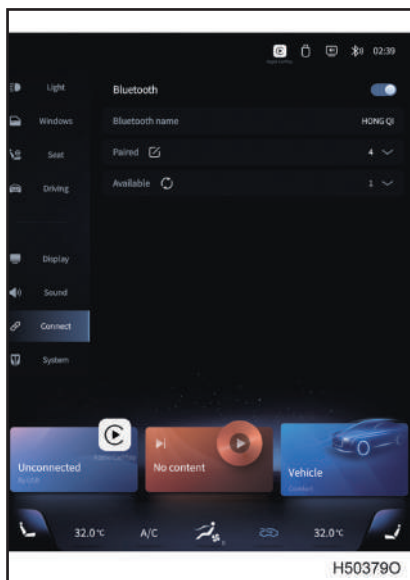 02:39
Light
Bluetooth
Windows
Bluetooth name
HONG QI
Seat
Paired
4
Driving
Available
1
Display
Sound
Connect
System
Unconnected
No content
Vehicle
Comfort
32.0℃
A/C
32.0℃
H50379O